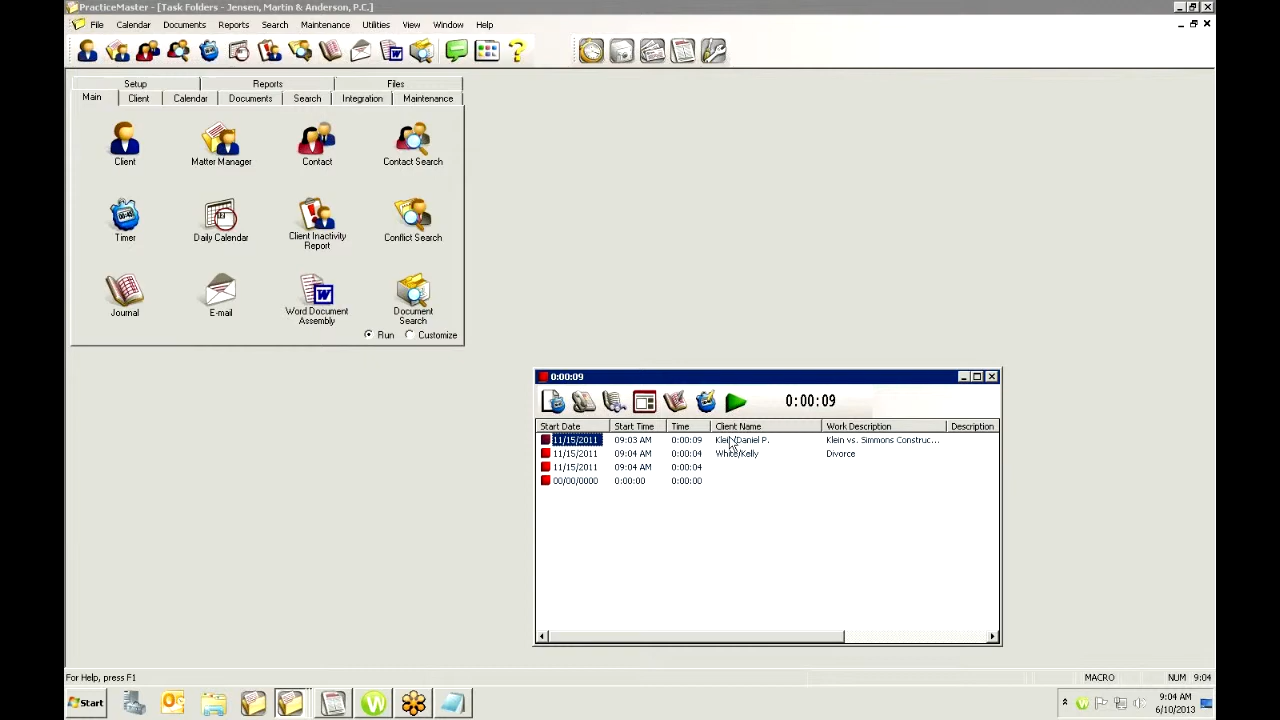 PracticeMaster - [Task Folders - Jensen, Martin & Anderson, P.C.]
File Calendar Documents Reports Search Maintenance Utilities View Window Help
Setup Reports Files
Main Client Calendar Documents Search Integration Maintenance
Client Matter Manager Contact Contact Search
Timer Daily Calendar Client Inactivity Report Conflict Search
Journal E-mail Word Document Assembly Document Search
Run Customize
0:00:09
0:00:09
Start Date Start Time Time Client Name Work Description Description
11/15/2011 09:03 AM 0:00:09 Klein/Daniel P. Klein vs. Simmons Construc...
11/15/2011 09:04 AM 0:00:04 White/Kelly Divorce
11/15/2011 09:04 AM 0:00:04
00/00/0000 0:00:00 0:00:00
For Help, press F1 MACRO NUM 9:04
Start 9:04 AM
6/10/2013